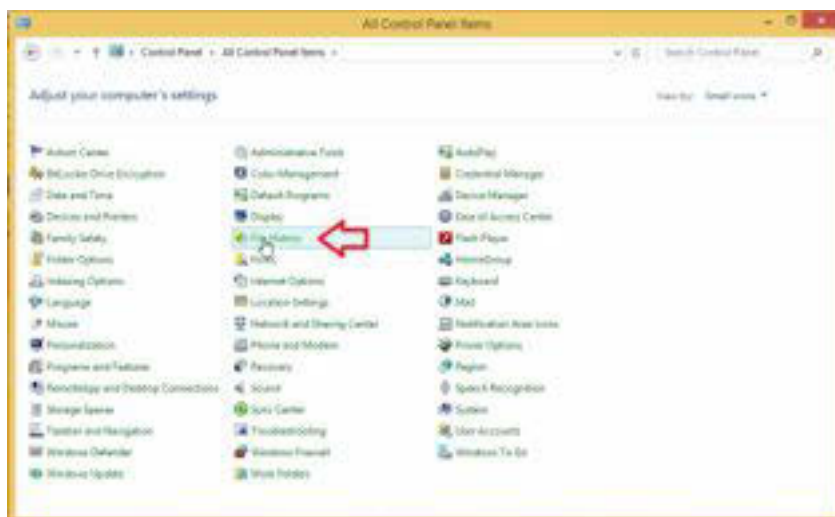 All Control Panel Items
Control Panel › All Control Panel Items ›
Search Control Panel
Adjust your computer's settings
View by: Small icons
Action Center
Administrative Tools
AutoPlay
BitLocker Drive Encryption
Color Management
Credential Manager
Date and Time
Default Programs
Device Manager
Devices and Printers
Display
Ease of Access Center
Family Safety
File History
Flash Player
Folder Options
Fonts
HomeGroup
Indexing Options
Internet Options
Keyboard
Language
Location Settings
Mail
Mouse
Network and Sharing Center
Notification Area Icons
Personalization
Phone and Modem
Power Options
Programs and Features
Recovery
Region
RemoteApp and Desktop Connections
Sound
Speech Recognition
Storage Spaces
Sync Center
System
Taskbar and Navigation
Troubleshooting
User Accounts
Windows Defender
Windows Firewall
Windows To Go
Windows Update
Work Folders